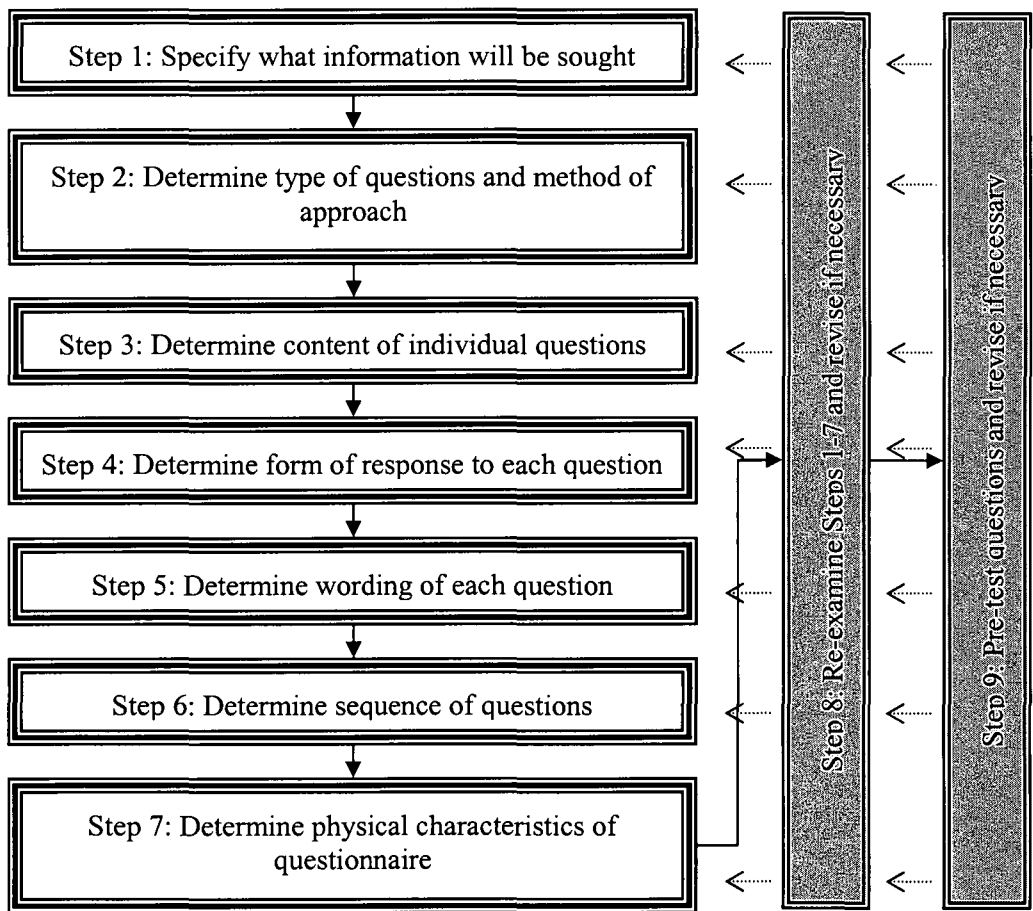 Step 1: Specify what information will be sought
Step 2: Determine type of questions and method of
approach
Step 3: Determine content of individual questions
Step 4: Determine form of response to each question
Step 5: Determine wording of each question
Step 6: Determine sequence of questions
Step 7: Determine physical characteristics of
questionnaire
Step 8: Re-examine Steps 1-7 and revise if necessary
Step 9: Pre-test questions and revise if necessary